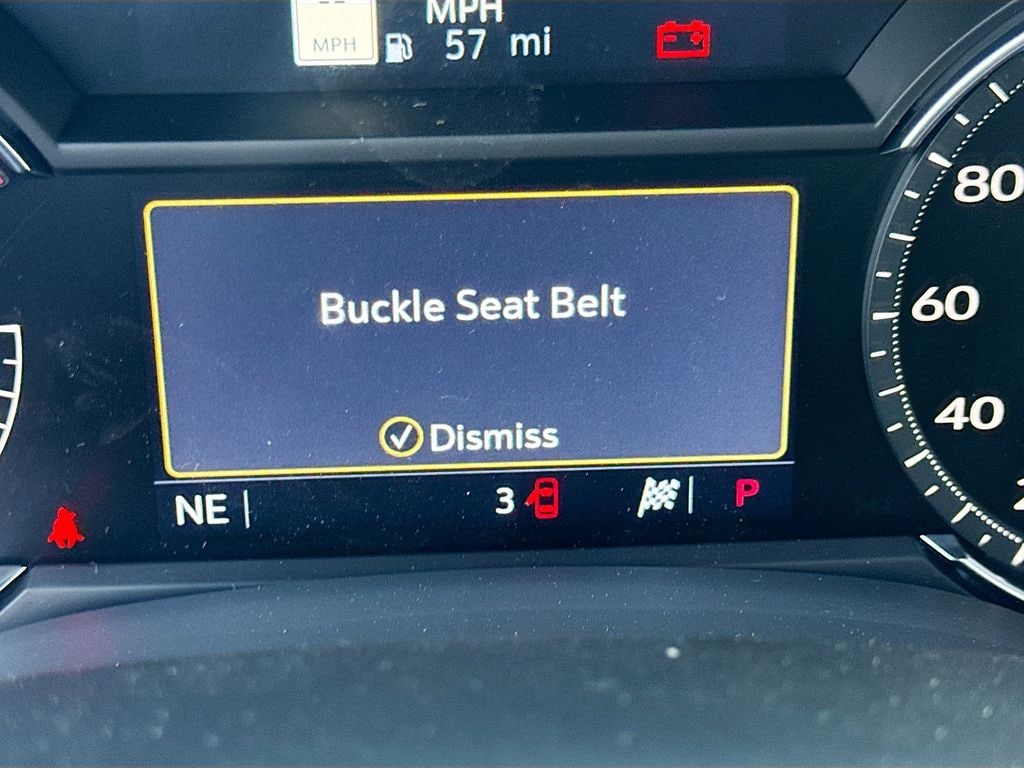 MPH
MPH
57 mi
80
Buckle Seat Belt
60
Dismiss
40
NE
3
P